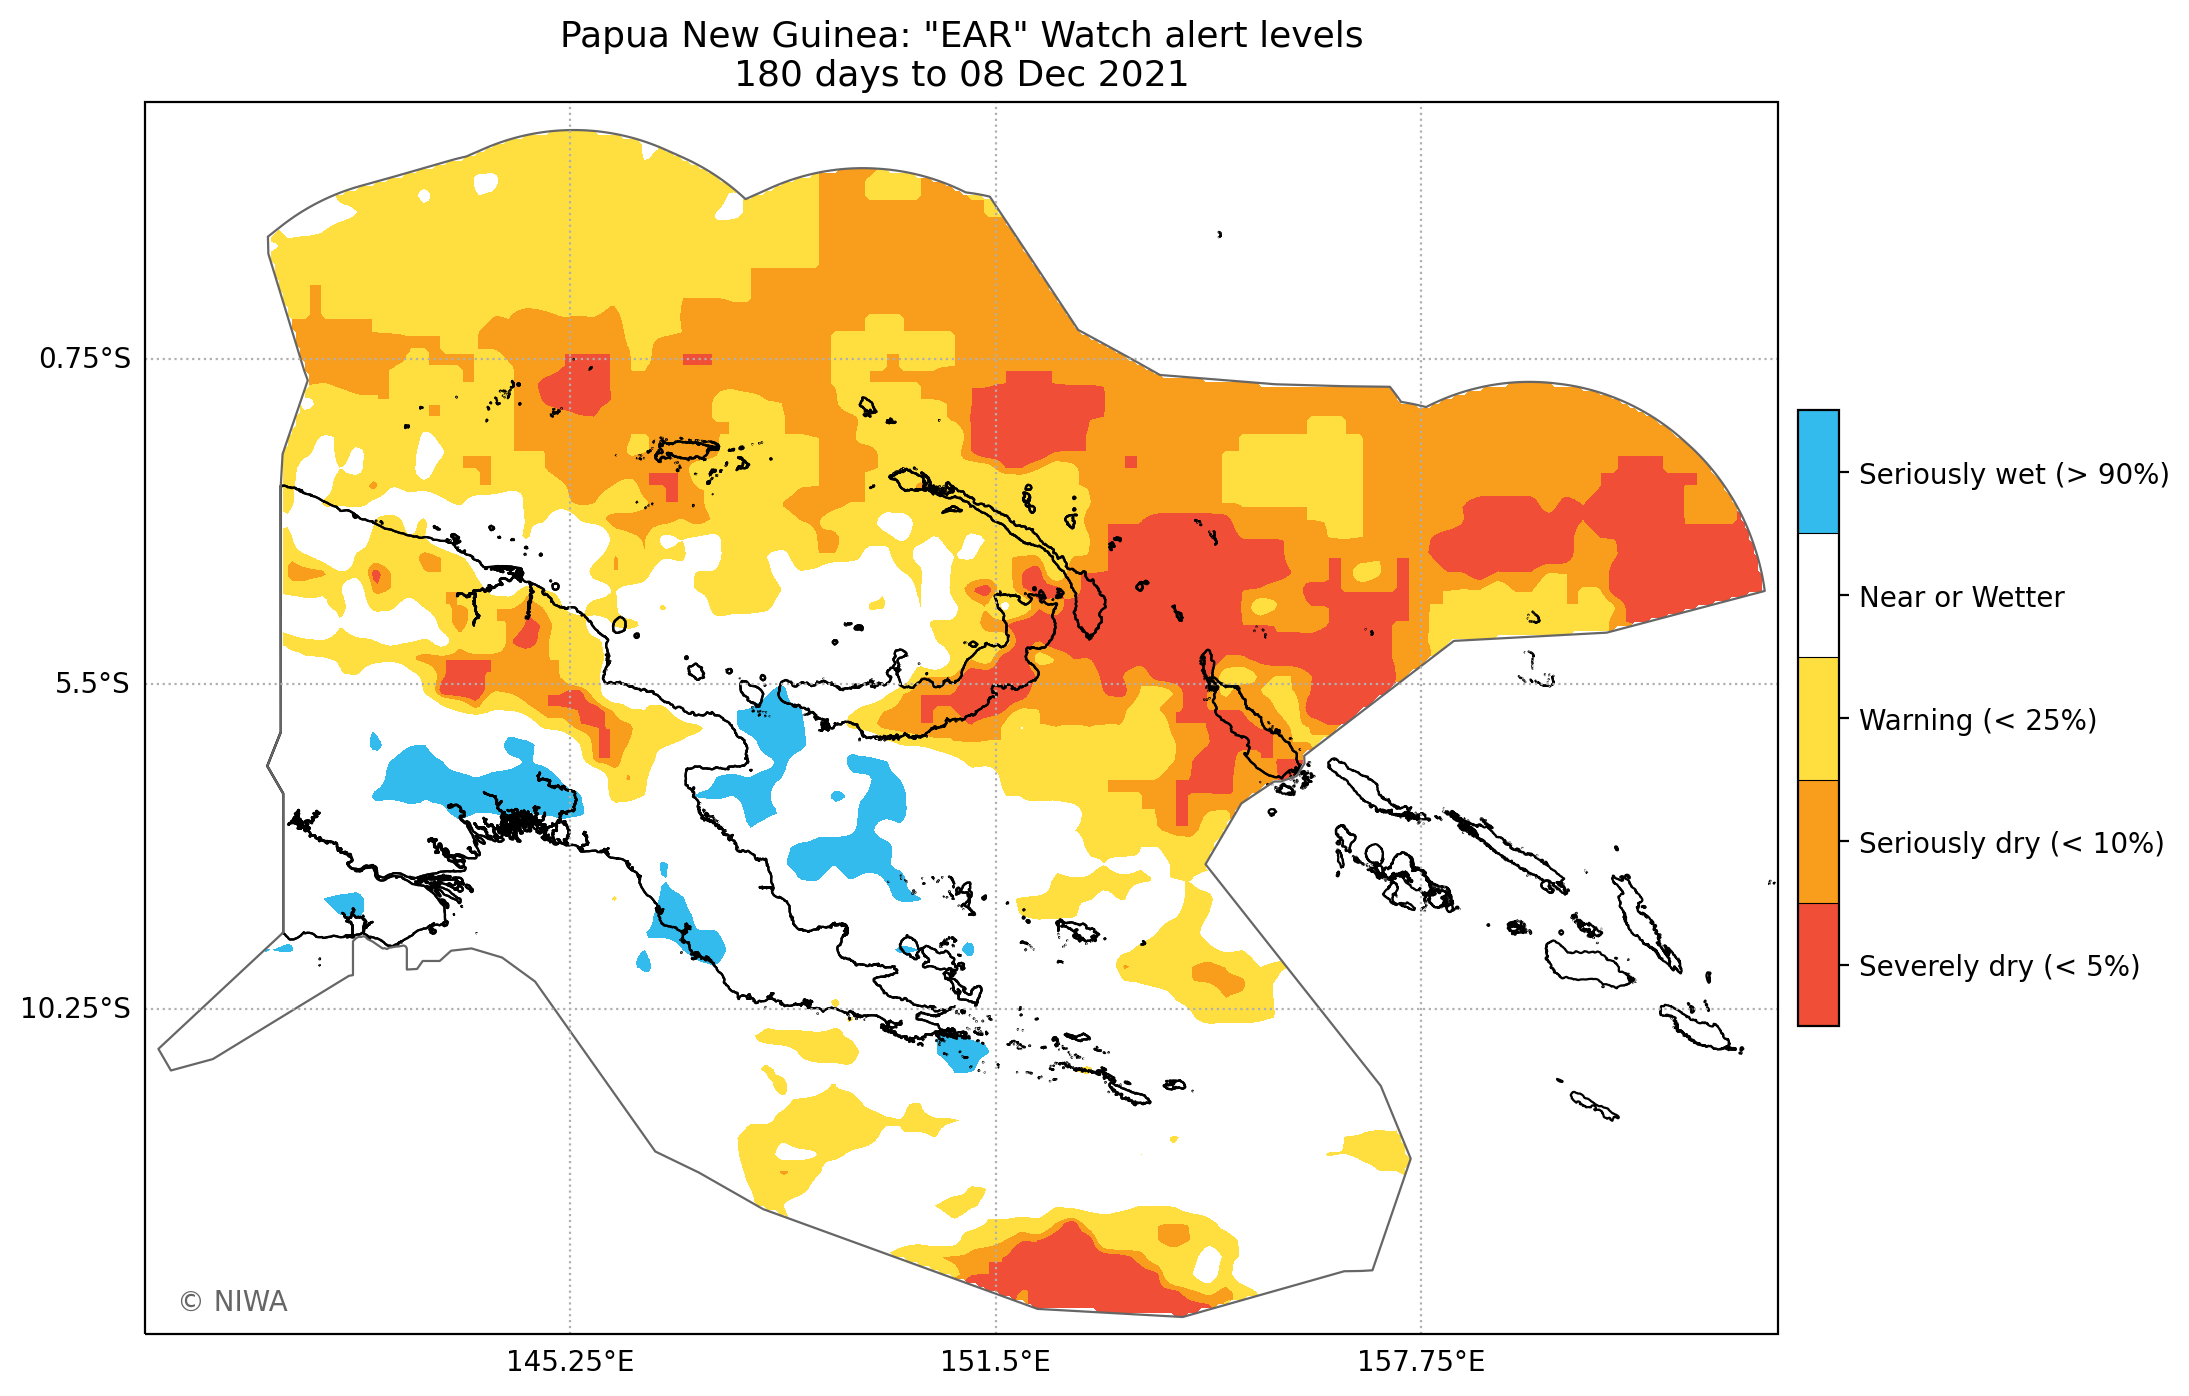 Papua New Guinea: "EAR" Watch alert levels
180 days to 08 Dec 2021
0.75°S
5.5°S
10.25°S
145.25°E
151.5°E
157.75°E
Seriously wet (> 90%)
Near or Wetter
Warning (< 25%)
Seriously dry (< 10%)
Severely dry (< 5%)
© NIWA